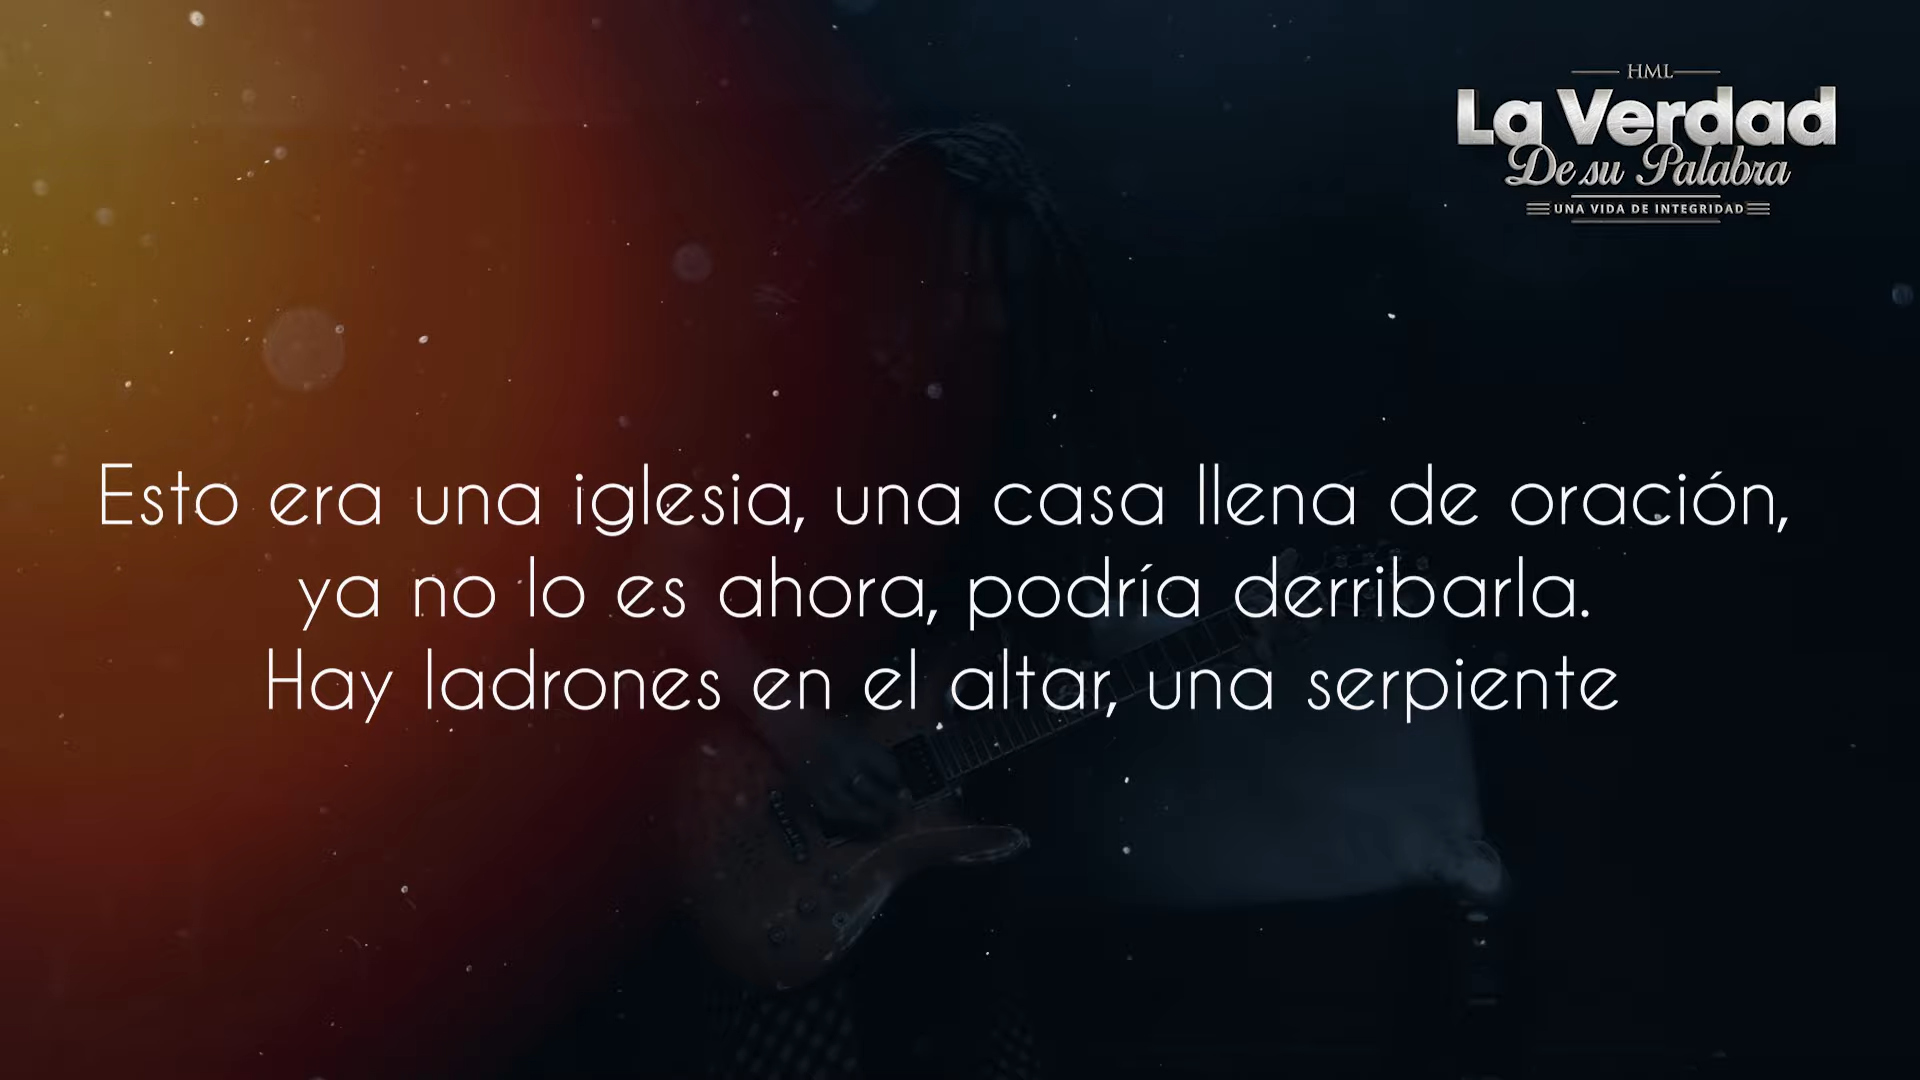 HML
La Verdad
De su Palabra
UNA VIDA DE INTEGRIDAD
Esto era una iglesia, una casa llena de oración,
ya no lo es ahora, podría derribarla.
Hay ladrones en el altar, una serpiente